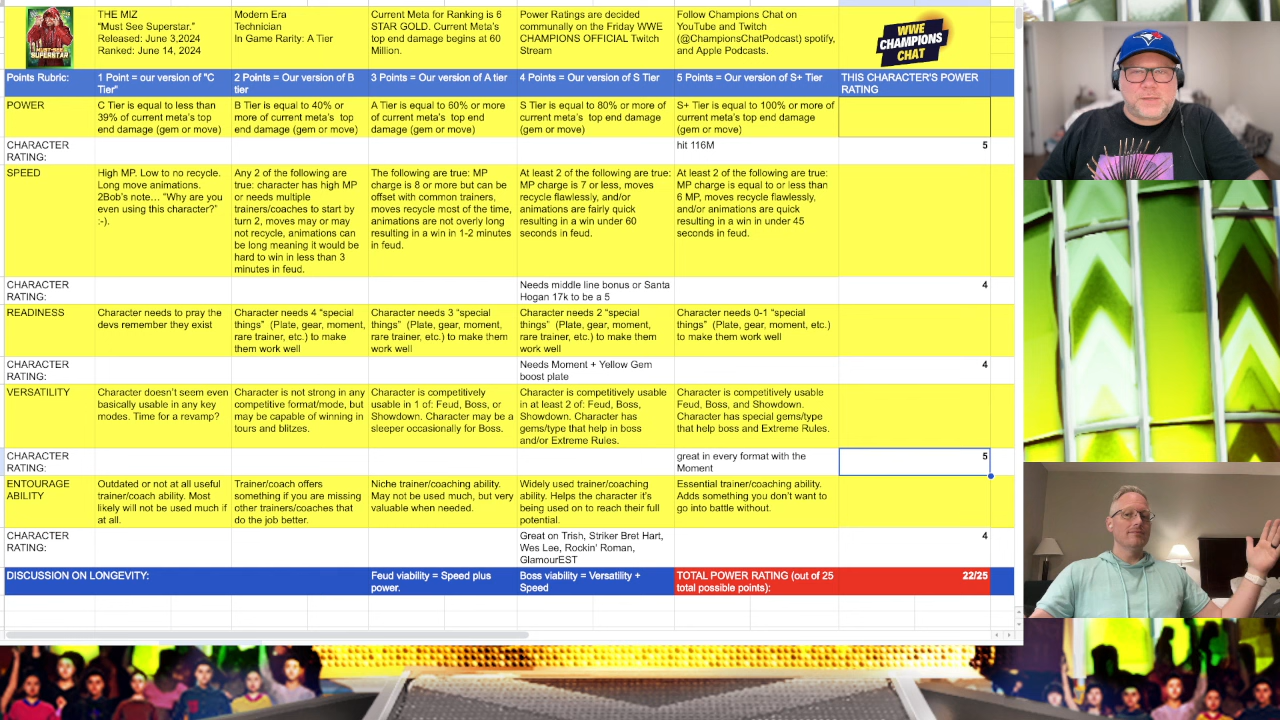 THE MIZ
"Must See Superstar."
Released: June 3,2024
Ranked: June 14, 2024
Modern Era
Technician
In Game Rarity: A Tier
Current Meta for Ranking is 6
STAR GOLD. Current Meta's
top end damage begins at 60
Million.
Power Ratings are decided
communally on the Friday WWE
CHAMPIONS OFFICIAL Twitch
Stream
Follow Champions Chat on
YouTube and Twitch
(@ChampionsChatPodcast) spotify,
and Apple Podcasts.
WWE
CHAMPIONS
CHAT
Points Rubric:
1 Point = our version of "C
Tier"
2 Points = Our version of B
tier
3 Points = Our version of A tier
4 Points = Our version of S Tier
5 Points = Our version of S+ Tier
THIS CHARACTER'S POWER
RATING
POWER
C Tier is equal to less than
39% of current meta's top
end damage (gem or move)
B Tier is equal to 40% or
more of current meta's top
end damage (gem or move)
A Tier is equal to 60% or more
of current meta's top end
damage (gem or move)
S Tier is equal to 80% or more of
current meta's top end damage
(gem or move)
S+ Tier is equal to 100% or more of
current meta's top end damage
(gem or move)
CHARACTER
RATING:
hit 116M
5
SPEED
High MP. Low to no recycle.
Long move animations.
2Bob's note… "Why are you
even using this character?"
:-).
Any 2 of the following are
true: character has high MP
or needs multiple
trainers/coaches to start by
turn 2, moves may or may
not recycle, animations can
be long meaning it would be
hard to win in less than 3
minutes in feud.
The following are true: MP
charge is 8 or more but can be
offset with common trainers,
moves recycle most of the time,
animations are not overly long
resulting in a win in 1-2 minutes
in feud.
At least 2 of the following are true:
MP charge is 7 or less, moves
recycle flawlessly, and/or
animations are fairly quick
resulting in a win under 60
seconds in feud.
At least 2 of the following are true:
MP charge is equal to or less than
6 MP, moves recycle flawlessly,
and/or animations are quick
resulting in a win in under 45
seconds in feud.
CHARACTER
RATING:
Needs middle line bonus or Santa
Hogan 17k to be a 5
4
READINESS
Character needs to pray the
devs remember they exist
Character needs 4 "special
things" (Plate, gear, moment,
rare trainer, etc.) to make
them work well
Character needs 3 "special
things" (Plate, gear, moment,
rare trainer, etc.) to make them
work well
Character needs 2 "special
things" (Plate, gear, moment,
rare trainer, etc.) to make them
work well
Character needs 0-1 "special
things" (Plate, gear, moment, etc.)
to make them work well
CHARACTER
RATING:
Needs Moment + Yellow Gem
boost plate
4
VERSATILITY
Character doesn't seem even
basically usable in any key
modes. Time for a revamp?
Character is not strong in any
competitive format/mode, but
may be capable of winning in
tours and blitzes.
Character is competitively
usable in 1 of: Feud, Boss, or
Showdown. Character may be a
sleeper occasionally for Boss.
Character is competitively usable
in at least 2 of: Feud, Boss,
Showdown. Character has
gems/type that help in boss
and/or Extreme Rules.
Character is competitively usable
Feud, Boss, and Showdown.
Character has special gems/type
that help boss and Extreme Rules.
CHARACTER
RATING:
great in every format with the
Moment
5
ENTOURAGE
ABILITY
Outdated or not at all useful
trainer/coach ability. Most
likely will not be used much if
at all.
Trainer/coach offers
something if you are missing
other trainers/coaches that
do the job better.
Niche trainer/coaching ability.
May not be used much, but very
valuable when needed.
Widely used trainer/coaching
ability. Helps the character it's
being used on to reach their full
potential.
Essential trainer/coaching ability.
Adds something you don't want to
go into battle without.
CHARACTER
RATING:
Great on Trish, Striker Bret Hart,
Wes Lee, Rockin' Roman,
GlamourEST
4
DISCUSSION ON LONGEVITY:
Feud viability = Speed plus
power.
Boss viability = Versatility +
Speed
TOTAL POWER RATING (out of 25
total possible points):
22/25